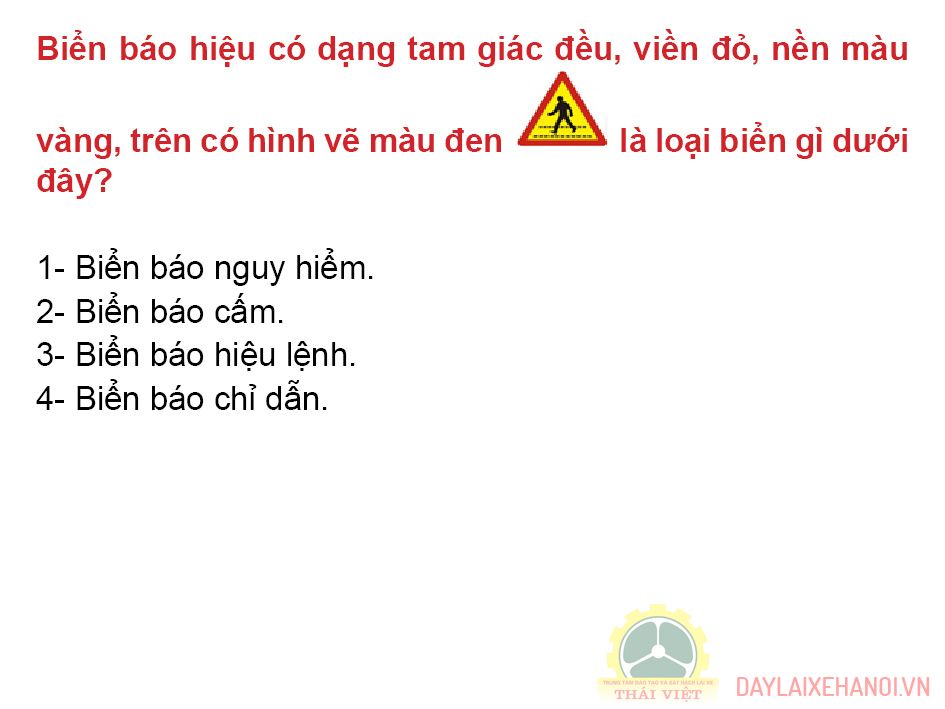 Biển báo hiệu có dạng tam giác đều, viền đỏ, nền màu
vàng, trên có hình vẽ màu đen là loại biển gì dưới
đây?
1- Biển báo nguy hiểm.
2- Biển báo cấm.
3- Biển báo hiệu lệnh.
4- Biển báo chỉ dẫn.
TRUNG TÂM ĐÀO TẠO VÀ SÁT HẠCH LÁI XE
THÁI VIỆT
DAYLAIXEHANOI.VN